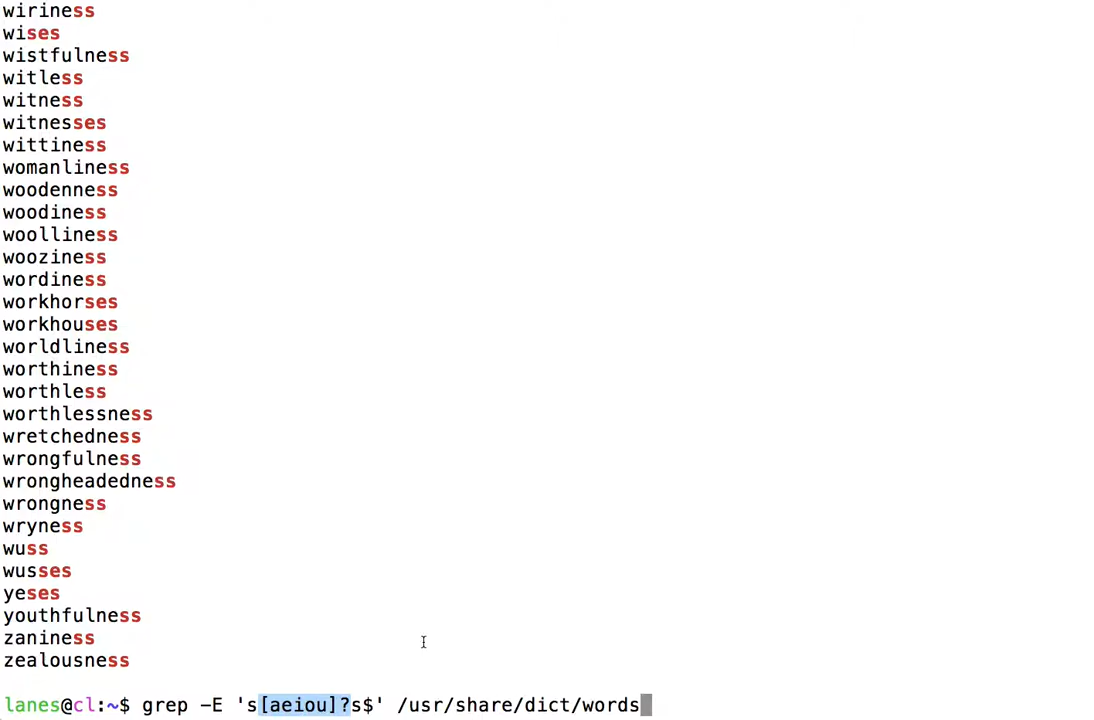 wiriness
wises
wistfulness
witless
witness
witnesses
wittiness
womanliness
woodenness
woodiness
woolliness
wooziness
wordiness
workhorses
workhouses
worldliness
worthiness
worthless
worthlessness
wretchedness
wrongfulness
wrongheadedness
wrongness
wryness
wuss
wusses
yeses
youthfulness
zaniness
zealousness
lanes@cl:~$ grep -E 's[aeiou]?s$' /usr/share/dict/words